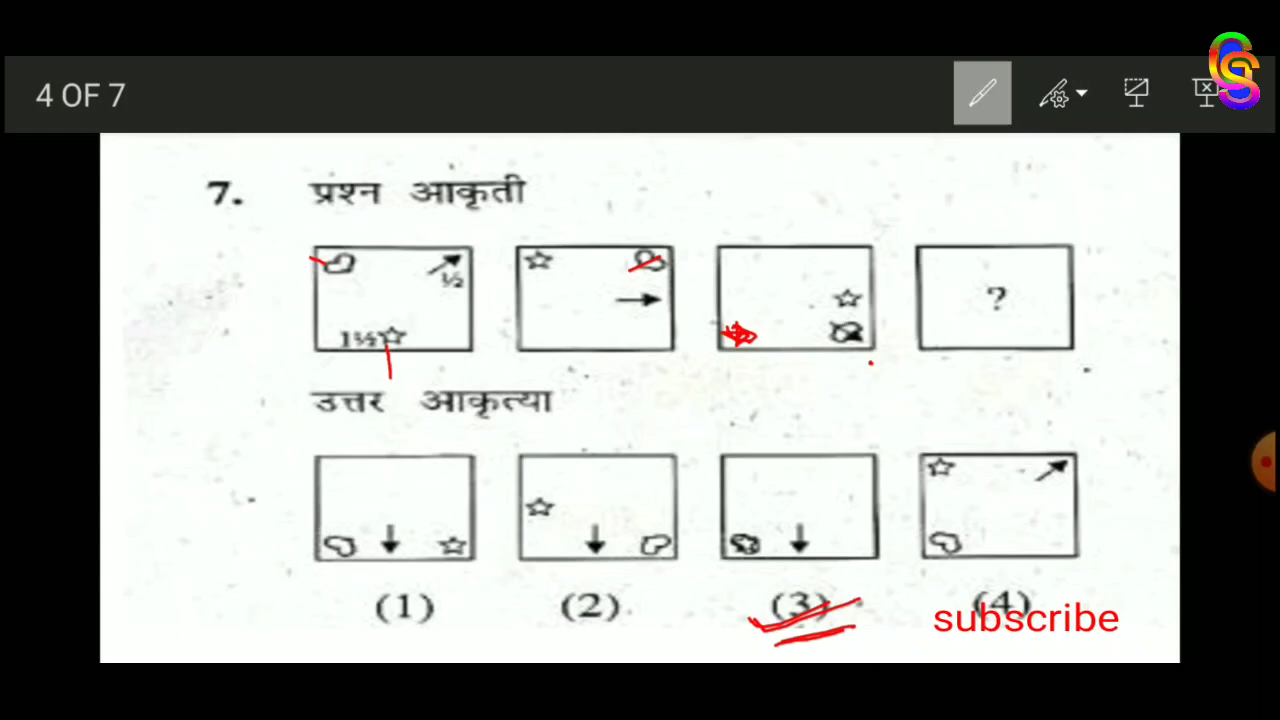 4 OF 7
7. प्रश्न आकृती
½
1½
?
उत्तर आकृत्या
(1) (2) (3) (4)
subscribe